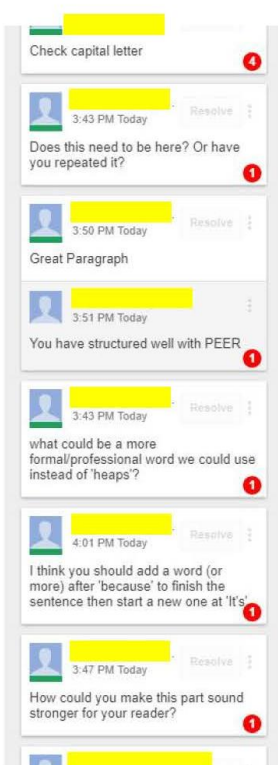 Check capital letter
4
3:43 PM Today
Resolve
Does this need to be here? Or have
you repeated it?
1
3:50 PM Today
Resolve
Great Paragraph
3:51 PM Today
You have structured well with PEER
1
3:43 PM Today
Resolve
what could be a more
formal/professional word we could use
instead of 'heaps'?
1
4:01 PM Today
Resolve
I think you should add a word (or
more) after 'because' to finish the
sentence then start a new one at 'It's'
1
3:47 PM Today
Resolve
How could you make this part sound
stronger for your reader?
1